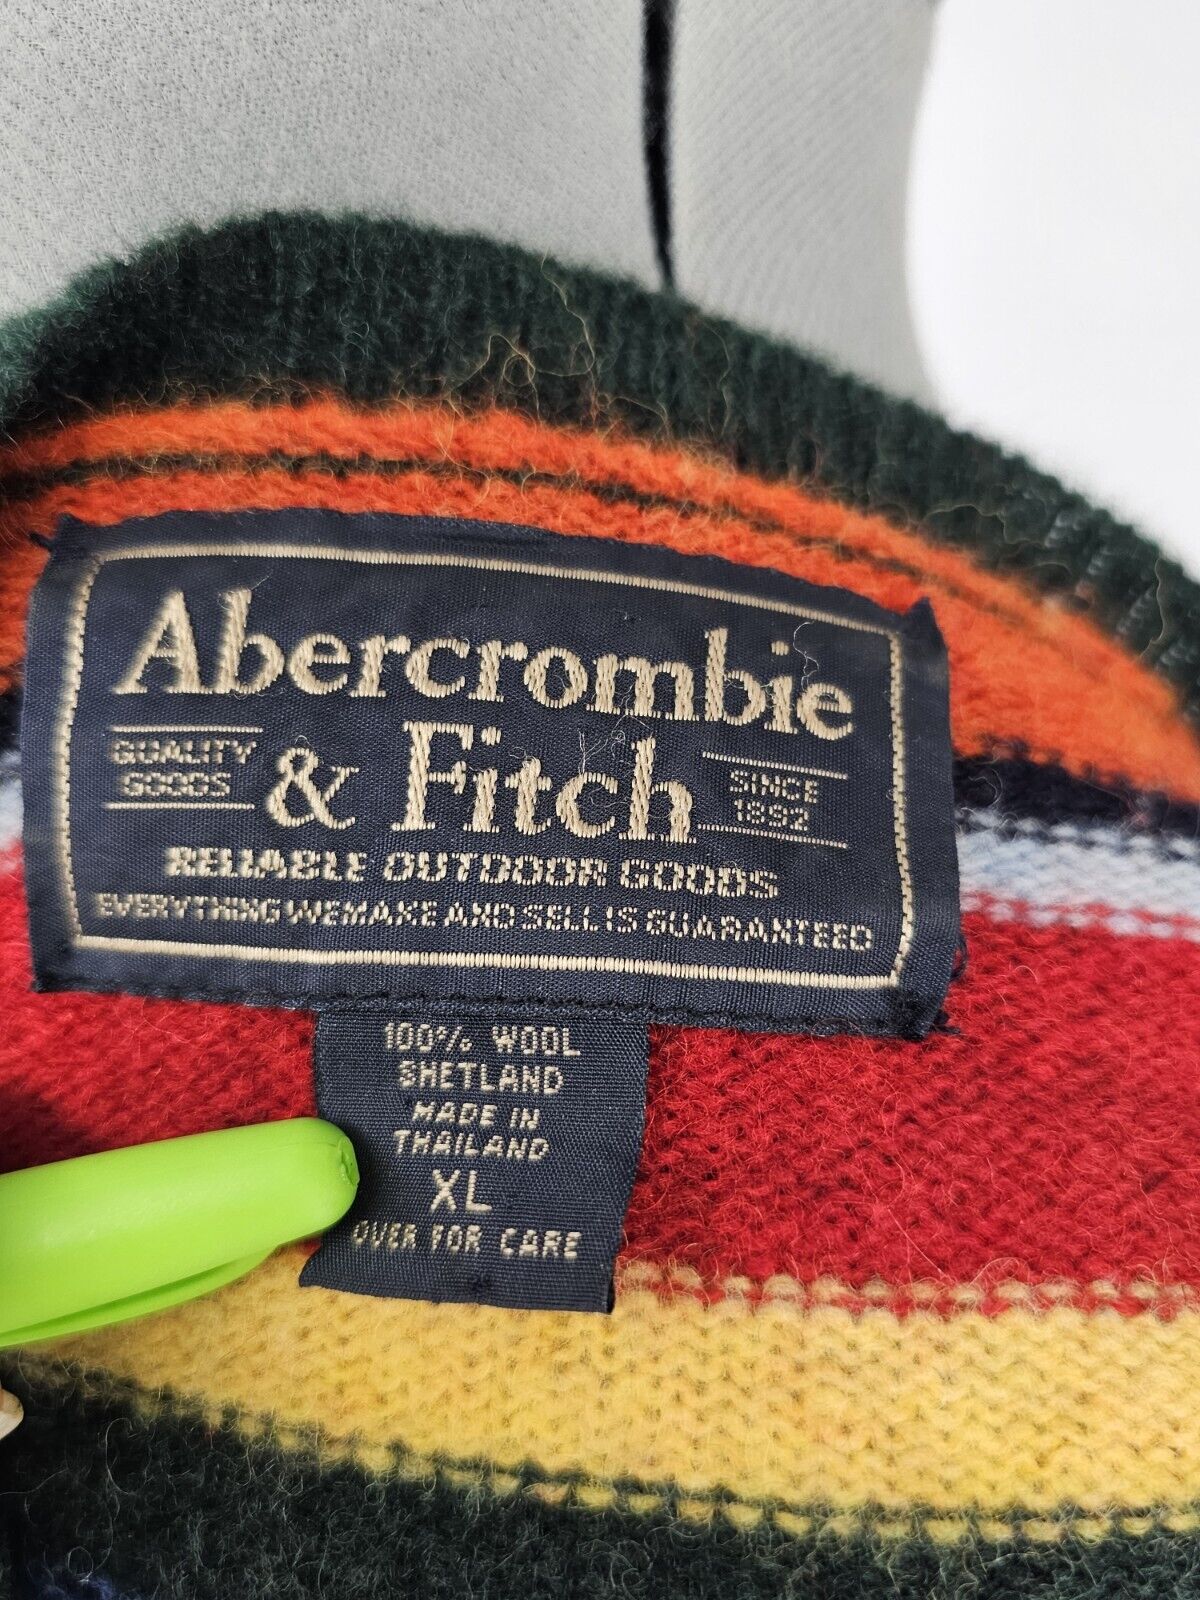 Abercrombie
QUALITY GOODS
& Fitch
SINCE 1892
RELIABLE OUTDOOR GOODS
EVERYTHING WE MAKE AND SELL IS GUARANTEED
100% WOOL
SHETLAND
MADE IN
THAILAND
XL
OVER FOR CARE